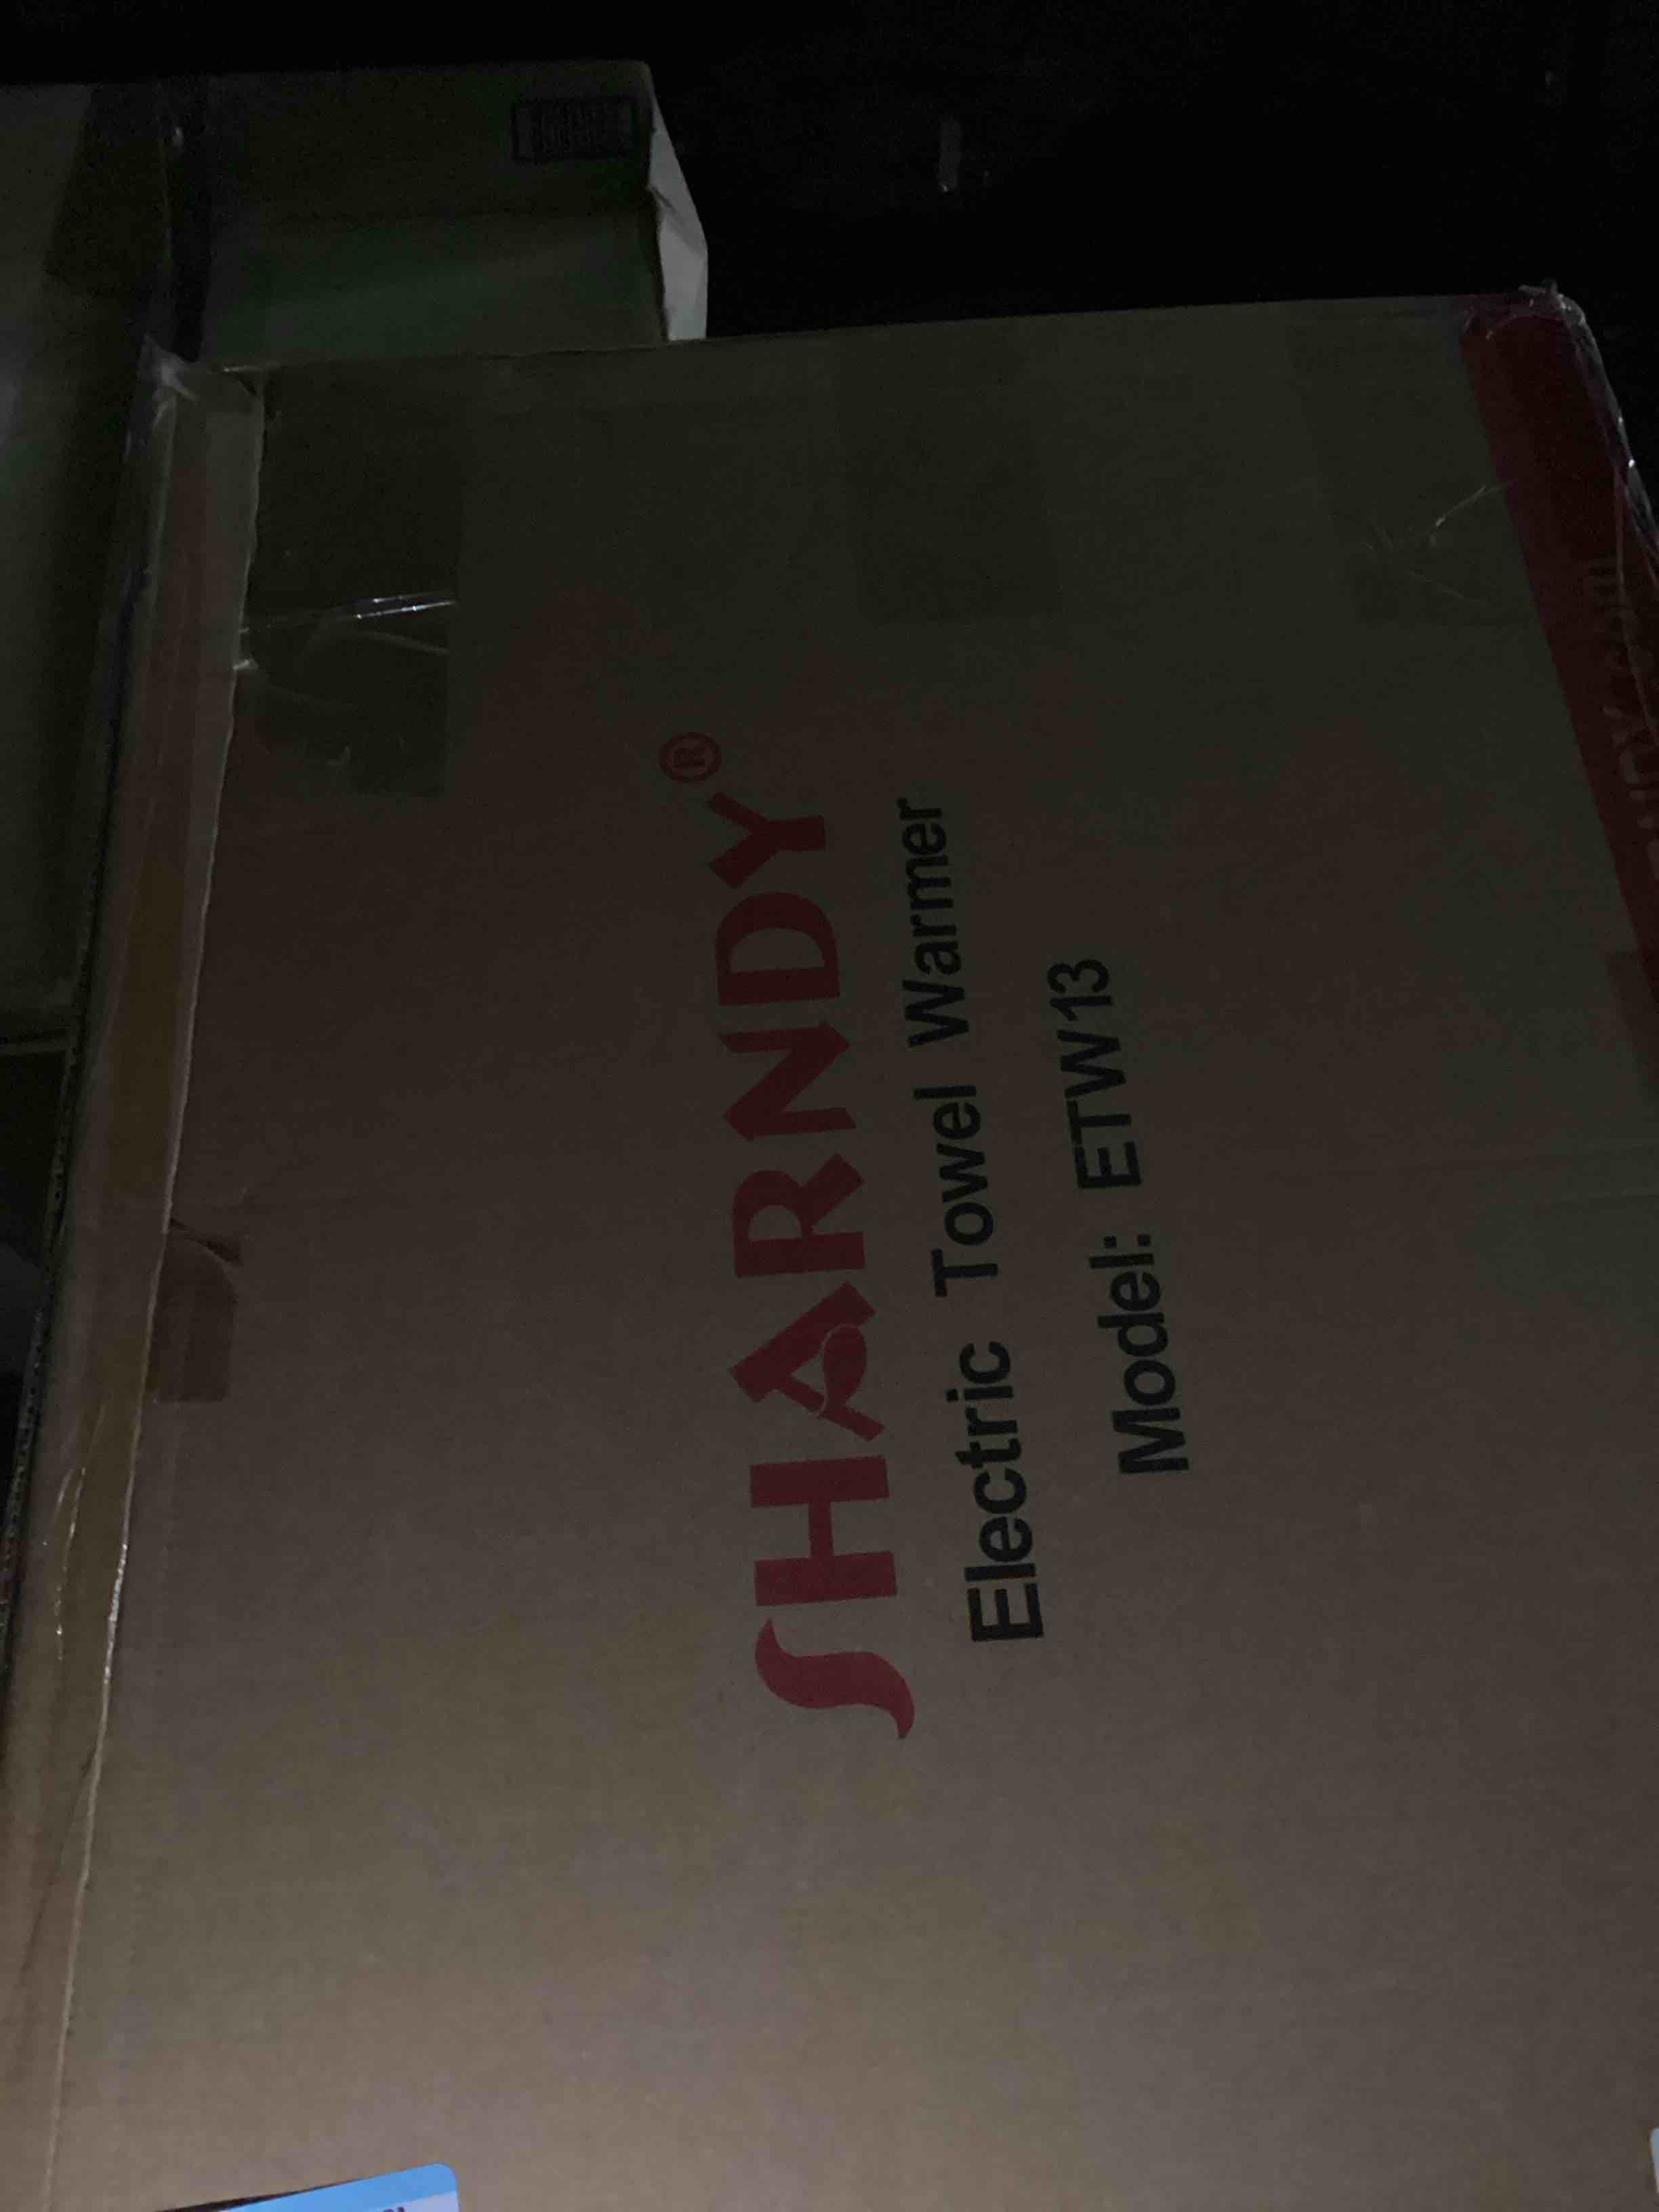 SHARNDY®
Electric Towel Warmer
Model: ETW13